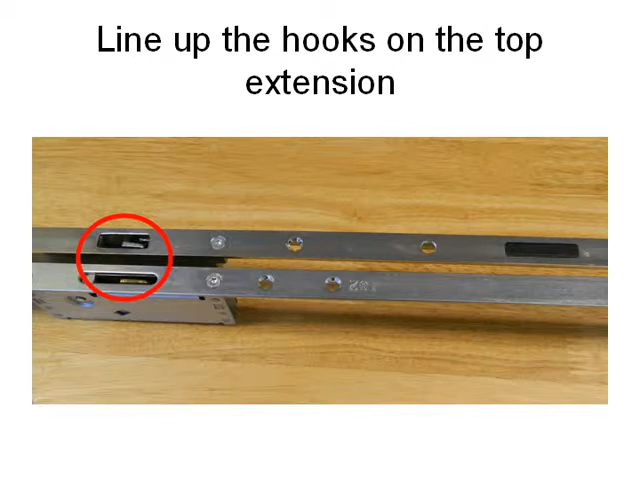 Line up the hooks on the top
extension